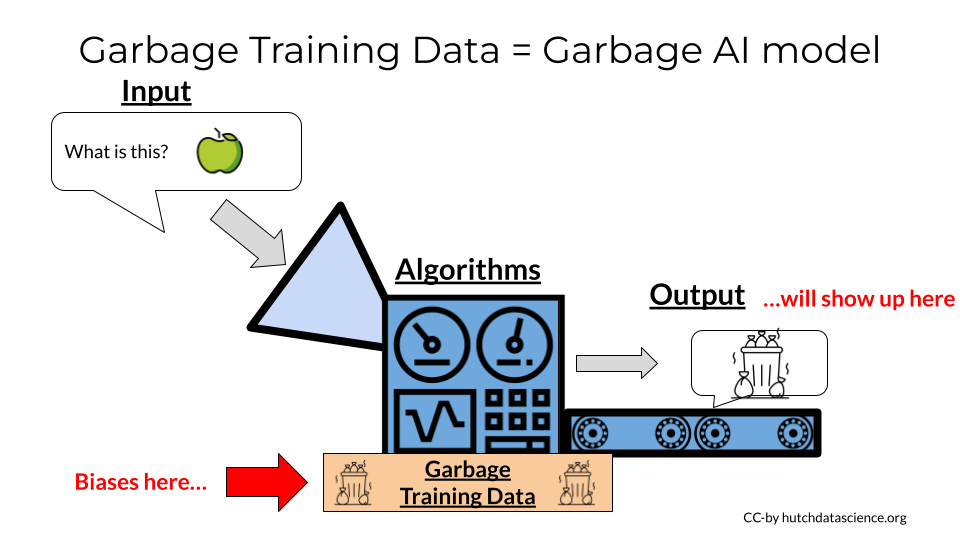 Garbage Training Data = Garbage AI model
Input
What is this?
Algorithms
Output
...will show up here
Biases here...
Garbage
Training Data
CC-by hutchdatascience.org